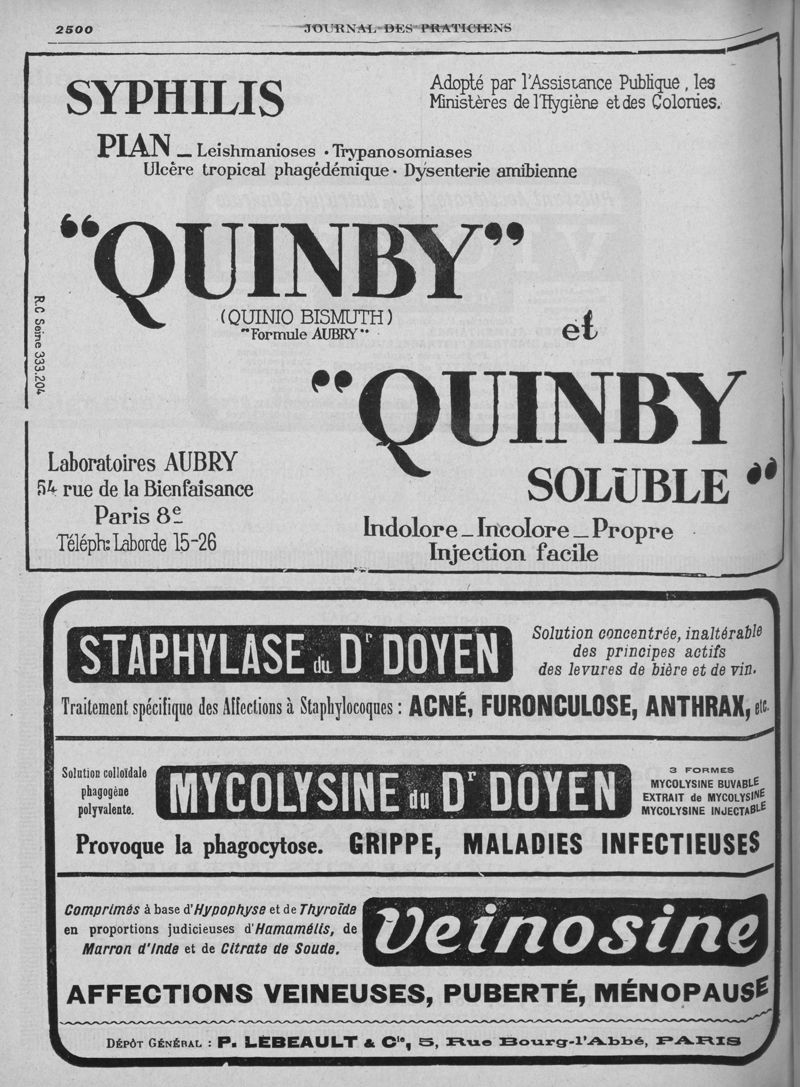 2500
JOURNAL DES PRATICIENS
SYPHILIS
Adopté par l'Assistance Publique, les
Ministères de l'Hygiène et des Colonies.
PIAN _ Leishmanioses · Trypanosomiases
Ulcère tropical phagédémique · Dysenterie amibienne
"QUINBY"
(QUINIO BISMUTH)
"Formule AUBRY"
et
"QUINBY
SOLUBLE"
R.C Seine 333.204
Laboratoires AUBRY
54 rue de la Bienfaisance
Paris 8e
Téléph: Laborde 15-26
Indolore _ Incolore _ Propre
Injection facile
STAPHYLASE du Dr DOYEN
Solution concentrée, inaltérable
des principes actifs
des levures de bière et de vin.
Traitement spécifique des Affections à Staphylocoques : ACNÉ, FURONCULOSE, ANTHRAX, etc.
Solution colloïdale
phagogène
polyvalente.
MYCOLYSINE du Dr DOYEN
3 FORMES
MYCOLYSINE BUVABLE
EXTRAIT de MYCOLYSINE
MYCOLYSINE INJECTABLE
Provoque la phagocytose. GRIPPE, MALADIES INFECTIEUSES
Comprimés à base d'Hypophyse et de Thyroïde
en proportions judicieuses d'Hamamélis, de
Marron d'Inde et de Citrate de Soude.
Veinosine
AFFECTIONS VEINEUSES, PUBERTÉ, MÉNOPAUSE
DÉPÔT GÉNÉRAL : P. LEBEAULT & Cie, 5, Rue Bourg-l'Abbé, PARIS